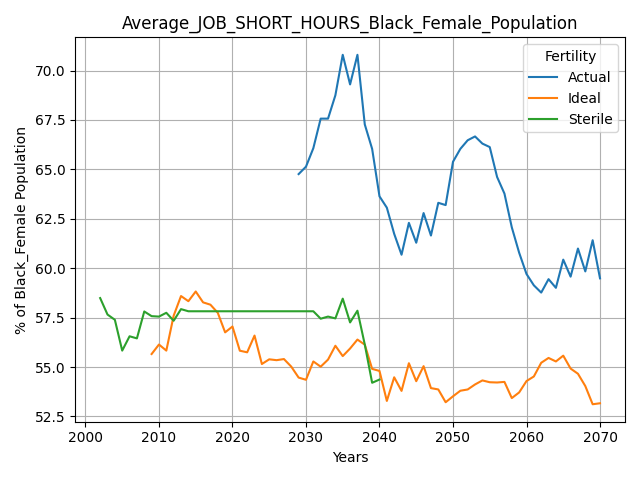 Average_JOB_SHORT_HOURS_Black_Female_Population
Fertility
Actual
Ideal
Sterile
% of Black_Female Population
70.0
67.5
65.0
62.5
60.0
57.5
55.0
52.5
2000 2010 2020 2030 2040 2050 2060 2070
Years